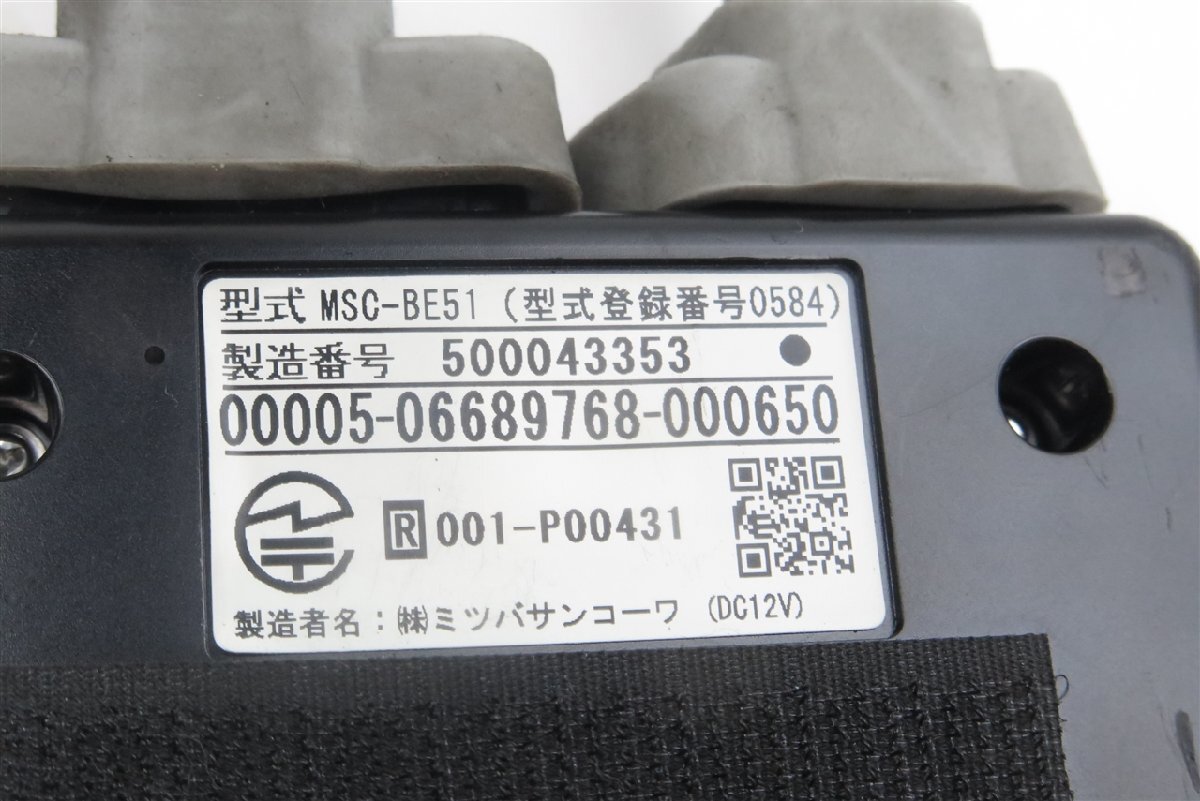 型式 MSC-BE51 (型式登録番号0584)
製造番号 500043353
00005-06689768-000650
R 001-P00431
製造者名:㈱ミツバサンコーワ (DC12V)